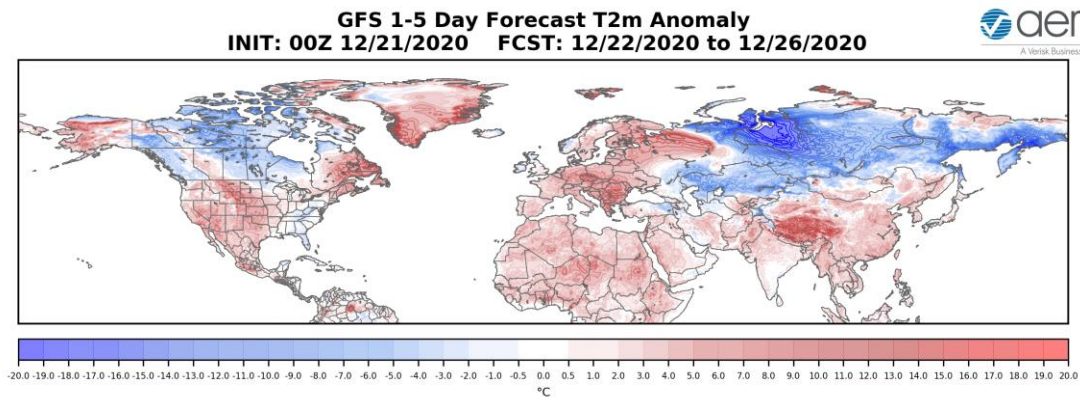 GFS 1-5 Day Forecast T2m Anomaly
INIT: 00Z 12/21/2020 FCST: 12/22/2020 to 12/26/2020
aer
A Verisk Business
-20.0 -19.0 -18.0 -17.0 -16.0 -15.0 -14.0 -13.0 -12.0 -11.0 -10.0 -9.0 -8.0 -7.0 -6.0 -5.0 -4.0 -3.0 -2.0 -1.0 -0.5 0.0 0.5 1.0 2.0 3.0 4.0 5.0 6.0 7.0 8.0 9.0 10.0 11.0 12.0 13.0 14.0 15.0 16.0 17.0 18.0 19.0 20.0
°C